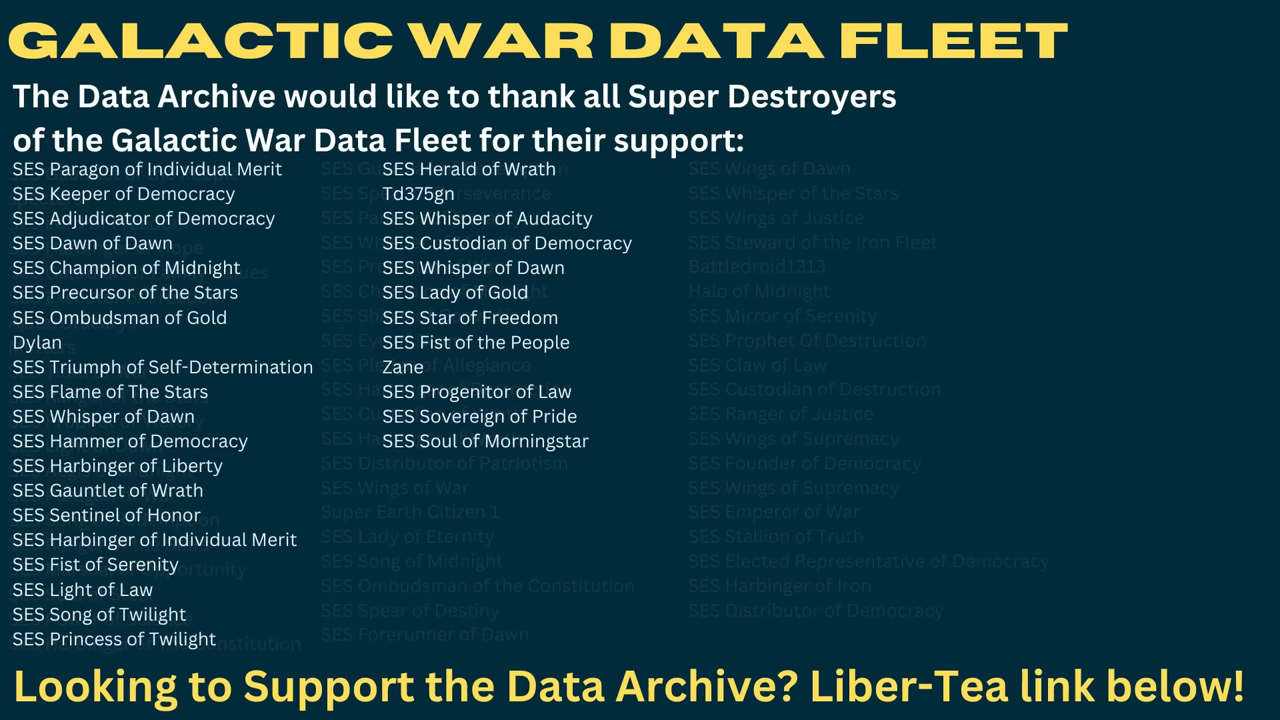 GALACTIC WAR DATA FLEET
The Data Archive would like to thank all Super Destroyers
of the Galactic War Data Fleet for their support:
SES Paragon of Individual Merit
SES Keeper of Democracy
SES Adjudicator of Democracy
SES Dawn of Dawn
SES Champion of Midnight
SES Precursor of the Stars
SES Ombudsman of Gold
Dylan
SES Triumph of Self-Determination
SES Flame of The Stars
SES Whisper of Dawn
SES Hammer of Democracy
SES Harbinger of Liberty
SES Gauntlet of Wrath
SES Sentinel of Honor
SES Harbinger of Individual Merit
SES Fist of Serenity
SES Light of Law
SES Song of Twilight
SES Princess of Twilight
SES Herald of Wrath
Td375gn
SES Whisper of Audacity
SES Custodian of Democracy
SES Whisper of Dawn
SES Lady of Gold
SES Star of Freedom
SES Fist of the People
Zane
SES Progenitor of Law
SES Sovereign of Pride
SES Soul of Morningstar
SES Distributor of Patriotism
SES Wings of War
Super Earth Citizen 1
SES Lady of Eternity
SES Song of Midnight
SES Ombudsman of the Constitution
SES Spear of Destiny
SES Forerunner of Dawn
SES Wings of Dawn
SES Whisper of the Stars
SES Wings of Justice
SES Steward of the Iron Fleet
Battledroid1313
Halo of Midnight
SES Mirror of Serenity
SES Prophet Of Destruction
SES Claw of Law
SES Custodian of Destruction
SES Ranger of Justice
SES Wings of Supremacy
SES Founder of Democracy
SES Wings of Supremacy
SES Emperor of War
SES Stallion of Truth
SES Elected Representative of Democracy
SES Harbinger of Iron
SES Distributor of Democracy
Looking to Support the Data Archive? Liber-Tea link below!